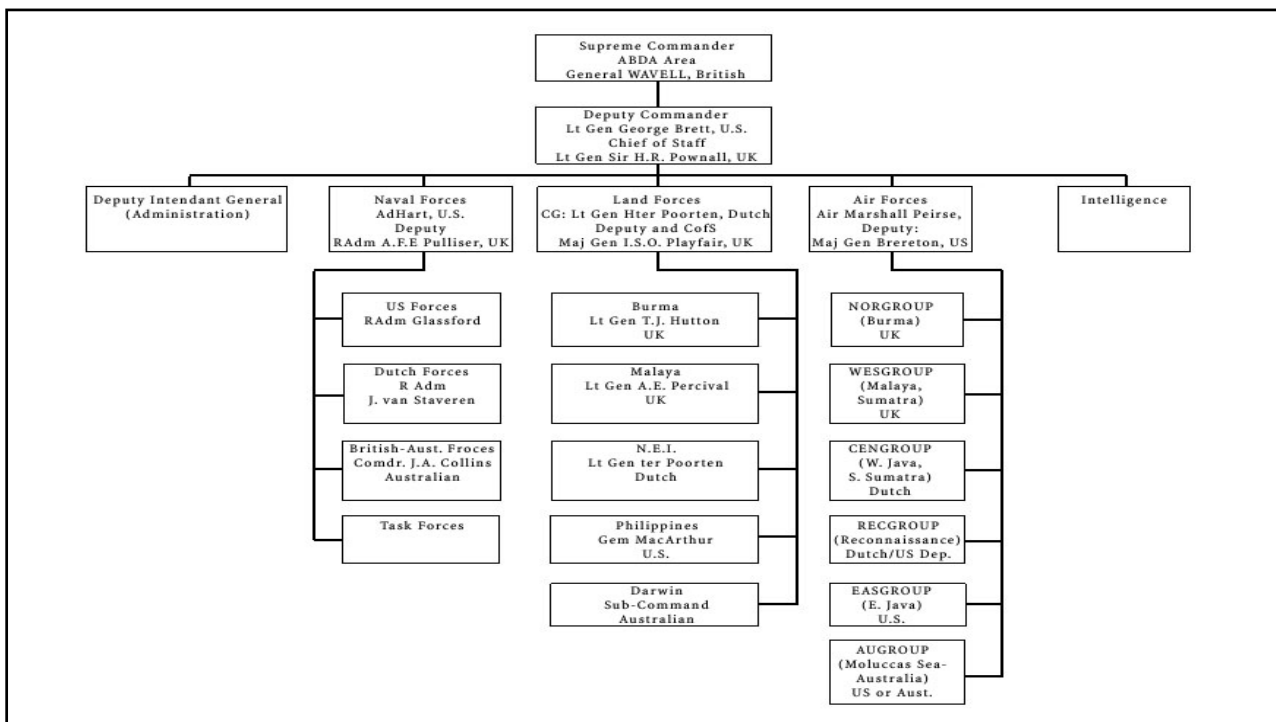 Supreme Commander
ABDA Area
General WAVELL, British
Deputy Commander
Lt Gen George Brett, U.S.
Chief of Staff
Lt Gen Sir H.R. Pownall, UK
Deputy Intendant General
(Administration)
Naval Forces
AdHart, U.S.
Deputy
RAdm A.F.E Pulliser, UK
Land Forces
CG: Lt Gen Hter Poorten, Dutch
Deputy and CofS
Maj Gen I.S.O. Playfair, UK
Air Forces
Air Marshall Peirse,
Deputy:
Maj Gen Brereton, US
Intelligence
US Forces
RAdm Glassford
Dutch Forces
R Adm
J. van Staveren
British-Aust. Froces
Comdr. J.A. Collins
Australian
Task Forces
Burma
Lt Gen T.J. Hutton
UK
Malaya
Lt Gen A.E. Percival
UK
N.E.I.
Lt Gen ter Poorten
Dutch
Philippines
Gem MacArthur
U.S.
Darwin
Sub-Command
Australian
NORGROUP
(Burma)
UK
WESGROUP
(Malaya,
Sumatra)
UK
CENGROUP
(W. Java,
S. Sumatra)
Dutch
RECGROUP
(Reconnaissance)
Dutch/US Dep.
EASGROUP
(E. Java)
U.S.
AUGROUP
(Moluccas Sea-
Australia)
US or Aust.